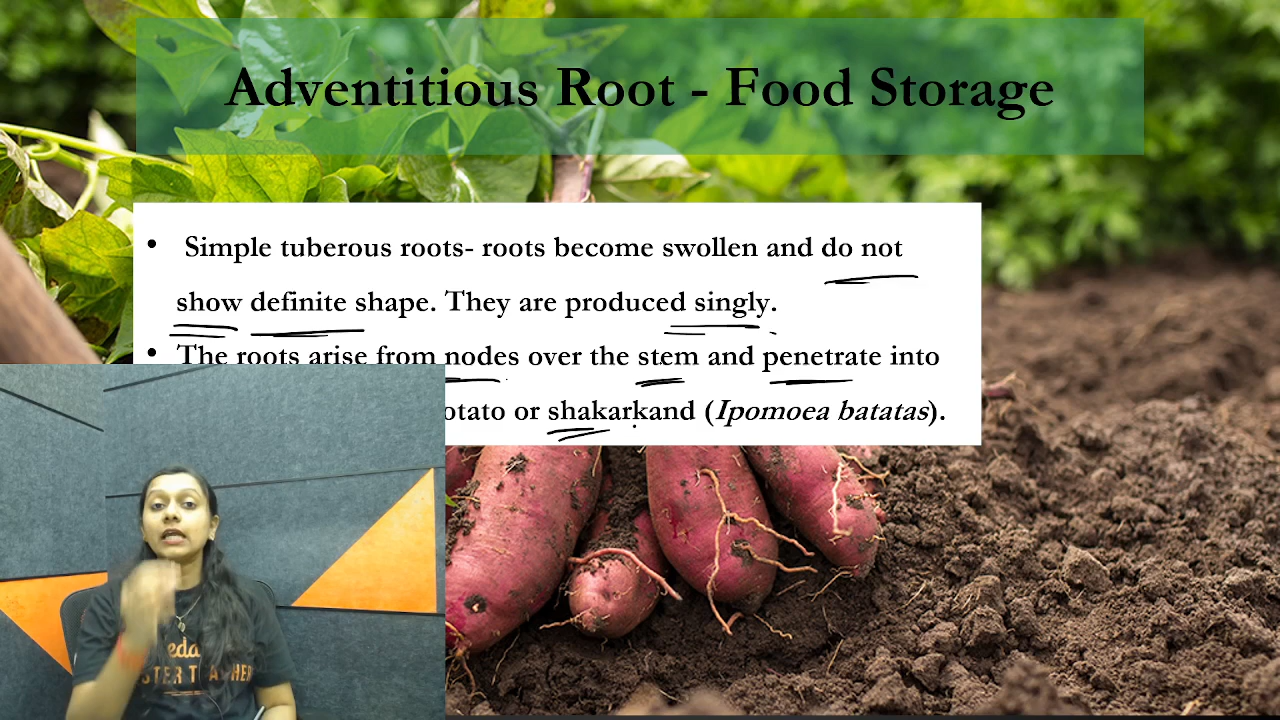 Adventitious Root - Food Storage
• Simple tuberous roots- roots become swollen and do not
show definite shape. They are produced singly.
• The roots arise from nodes over the stem and penetrate into
or shakarkand (Ipomoea batatas).